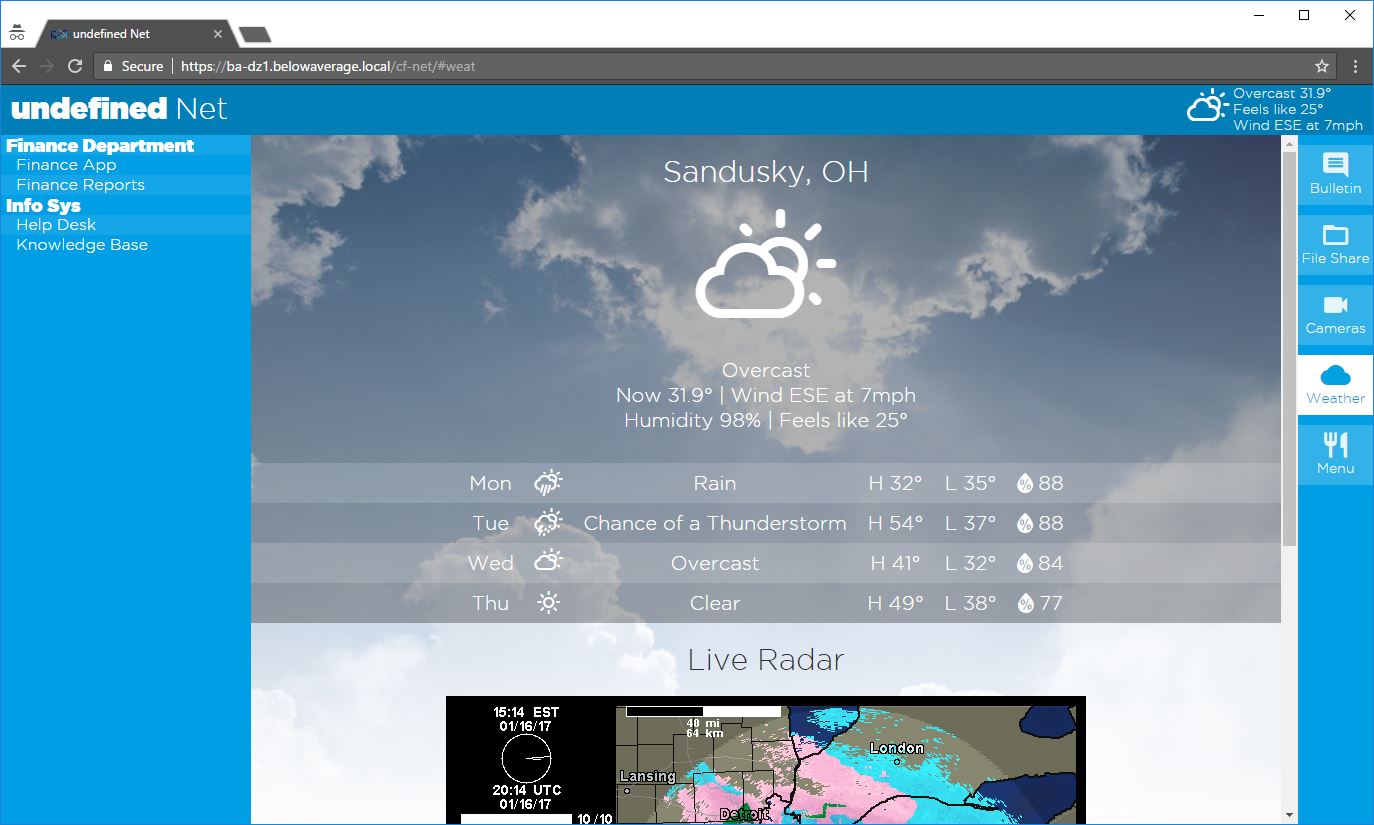 undefined Net
Secure | https://ba-dz1.belowaverage.local/cf-net/#weat
undefined Net
Overcast 31.9°
Feels like 25°
Wind ESE at 7mph
Finance Department
Finance App
Finance Reports
Info Sys
Help Desk
Knowledge Base
Sandusky, OH
Overcast
Now 31.9° | Wind ESE at 7mph
Humidity 98% | Feels like 25°
Mon Rain H 32° L 35° % 88
Tue Chance of a Thunderstorm H 54° L 37° % 88
Wed Overcast H 41° L 32° % 84
Thu Clear H 49° L 38° % 77
Live Radar
15:14 EST
01/16/17
20:14 UTC
01/16/17
10/10
40 mi
64 km
London
Lansing
Detroit
Bulletin
File Share
Cameras
Weather
Menu